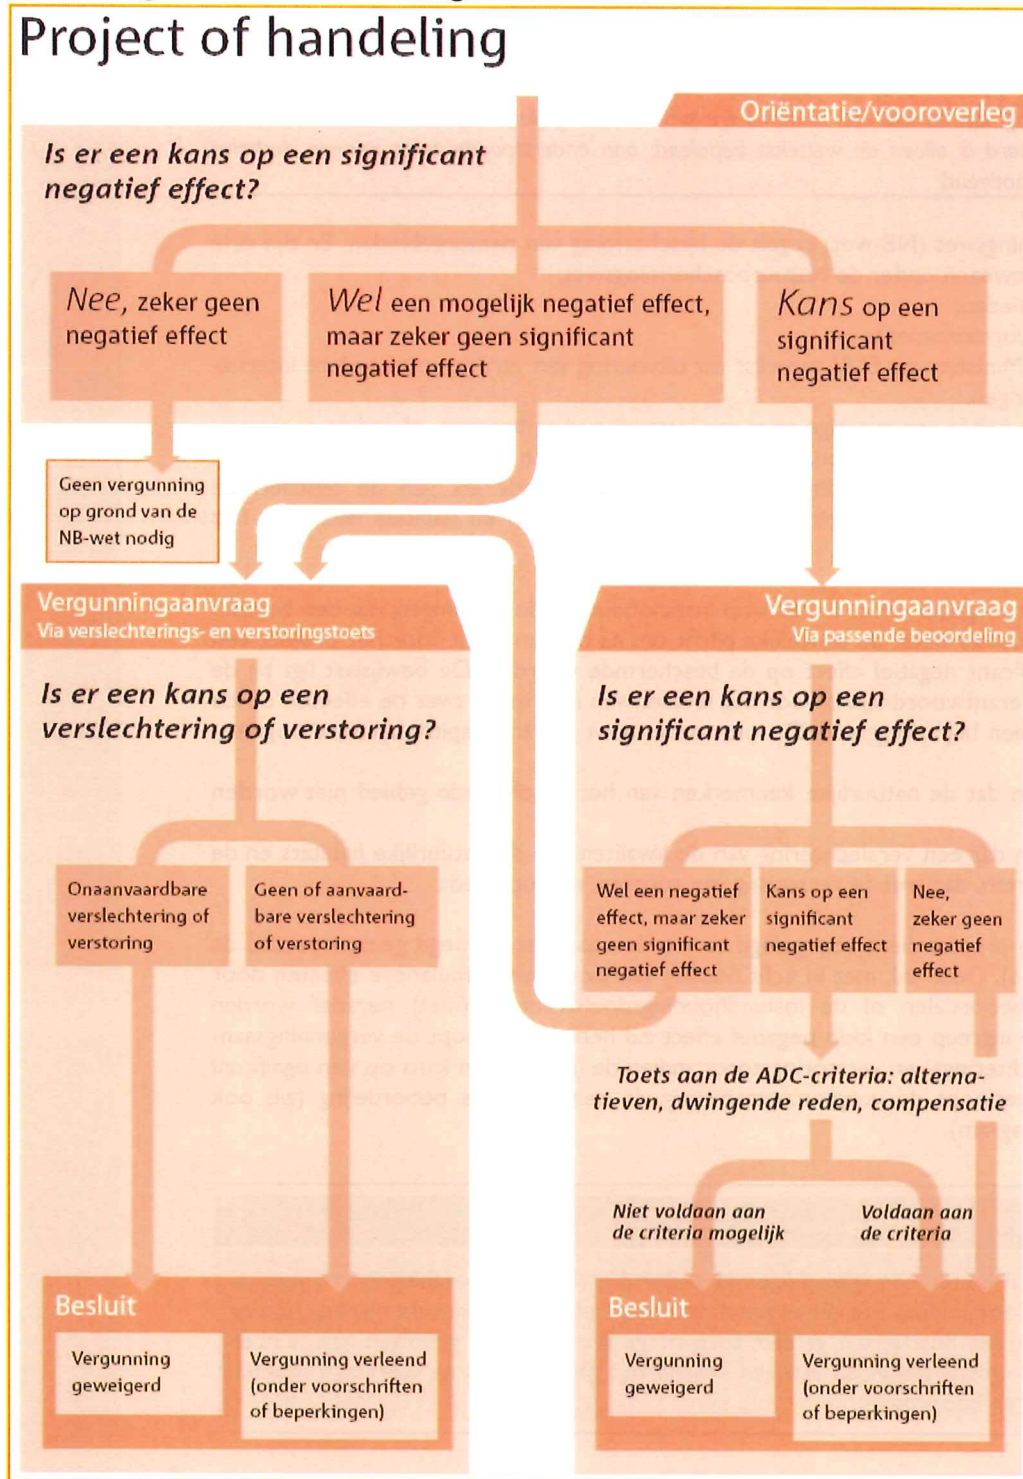 Project of handeling
Oriëntatie/vooroverleg
Is er een kans op een significant
negatief effect?
Nee, zeker geen
negatief effect
Wel een mogelijk negatief effect,
maar zeker geen significant
negatief effect
Kans op een
significant
negatief effect
Geen vergunning
op grond van de
NB-wet nodig
Vergunningaanvraag
Via verslechterings- en verstoringstoets
Is er een kans op een
verslechtering of verstoring?
Onaanvaardbare
verslechtering of
verstoring
Geen of aanvaard-
bare verslechtering
of verstoring
Besluit
Vergunning
geweigerd
Vergunning verleend
(onder voorschriften
of beperkingen)
Vergunningaanvraag
Via passende beoordeling
Is er een kans op een
significant negatief effect?
Wel een negatief
effect, maar zeker
geen significant
negatief effect
Kans op een
significant
negatief effect
Nee,
zeker geen
negatief
effect
Toets aan de ADC-criteria: alterna-
tieven, dwingende reden, compensatie
Niet voldaan aan
de criteria mogelijk
Voldaan aan
de criteria
Besluit
Vergunning
geweigerd
Vergunning verleend
(onder voorschriften
of beperkingen)